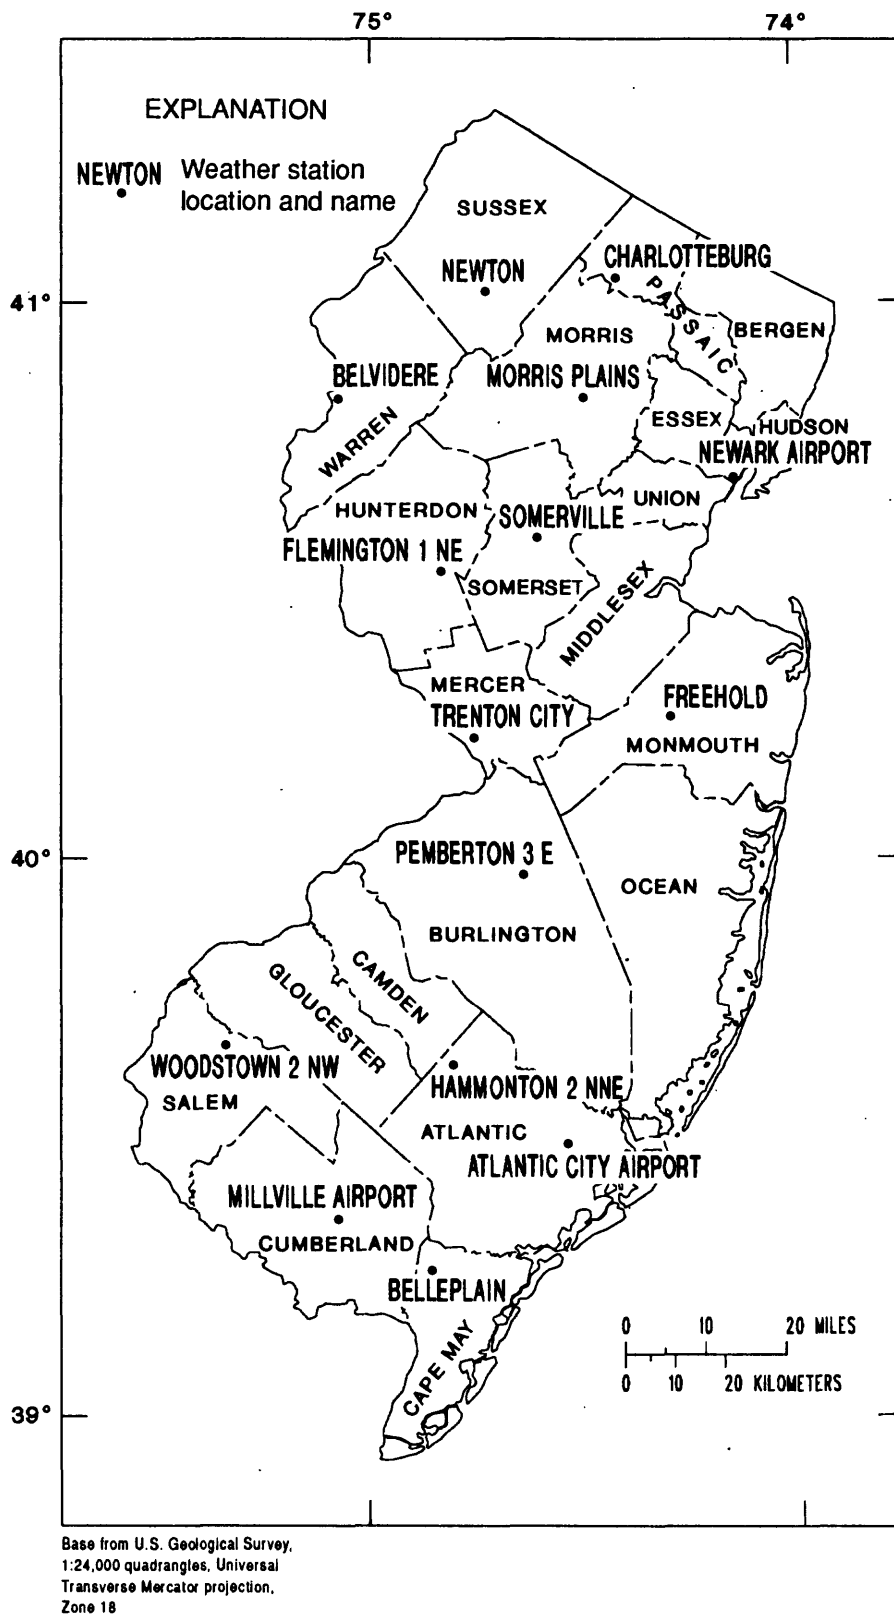 75° 74°
EXPLANATION
NEWTON
Weather station
location and name
SUSSEX
NEWTON
CHARLOTTEBURG
PASSAIC
41°
MORRIS
BERGEN
BELVIDERE
MORRIS PLAINS
WARREN
ESSEX
HUDSON
NEWARK AIRPORT
UNION
HUNTERDON
SOMERVILLE
FLEMINGTON 1 NE
SOMERSET
MIDDLESEX
MERCER
TRENTON CITY
FREEHOLD
MONMOUTH
40°
PEMBERTON 3 E
OCEAN
BURLINGTON
CAMDEN
GLOUCESTER
WOODSTOWN 2 NW
SALEM
HAMMONTON 2 NNE
ATLANTIC
ATLANTIC CITY AIRPORT
MILLVILLE AIRPORT
CUMBERLAND
BELLEPLAIN
CAPE MAY
0 10 20 MILES
0 10 20 KILOMETERS
39°
Base from U.S. Geological Survey,
1:24,000 quadrangles, Universal
Transverse Mercator projection,
Zone 18